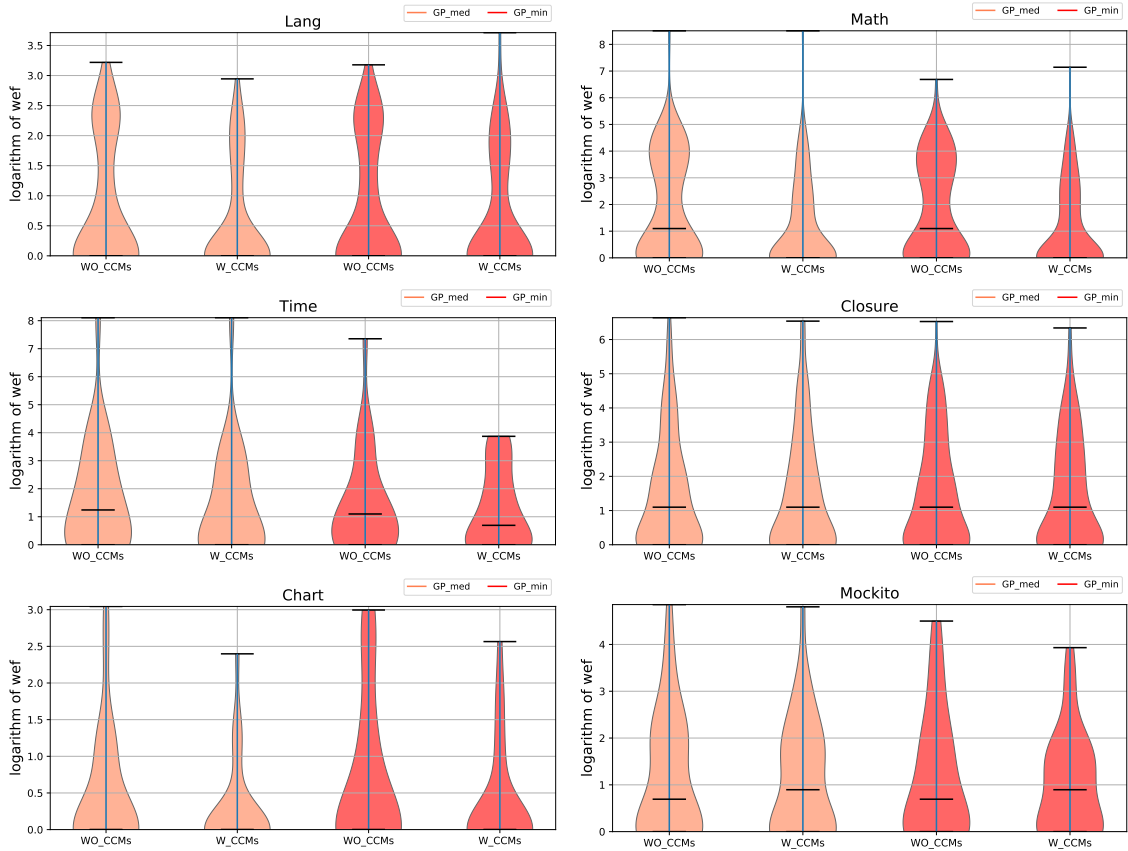 GP_med GP_min
Lang
logarithm of wef
3.5
3.0
2.5
2.0
1.5
1.0
0.5
0.0
WO_CCMs W_CCMs WO_CCMs W_CCMs
GP_med GP_min
Math
logarithm of wef
8
7
6
5
4
3
2
1
0
WO_CCMs W_CCMs WO_CCMs W_CCMs
GP_med GP_min
Time
logarithm of wef
8
7
6
5
4
3
2
1
0
WO_CCMs W_CCMs WO_CCMs W_CCMs
GP_med GP_min
Closure
logarithm of wef
6
5
4
3
2
1
0
WO_CCMs W_CCMs WO_CCMs W_CCMs
GP_med GP_min
Chart
logarithm of wef
3.0
2.5
2.0
1.5
1.0
0.5
0.0
WO_CCMs W_CCMs WO_CCMs W_CCMs
GP_med GP_min
Mockito
logarithm of wef
4
3
2
1
0
WO_CCMs W_CCMs WO_CCMs W_CCMs